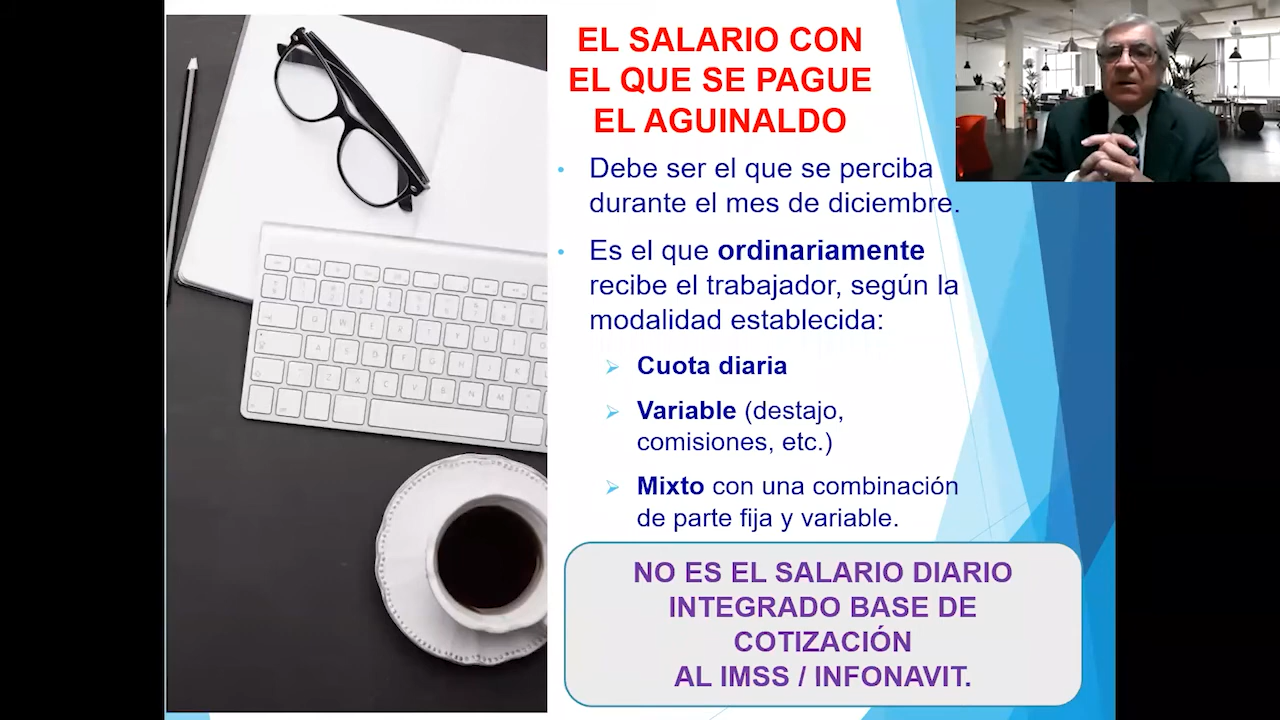 EL SALARIO CON
EL QUE SE PAGUE
EL AGUINALDO
• Debe ser el que se perciba
durante el mes de diciembre.
• Es el que ordinariamente
recibe el trabajador, según la
modalidad establecida:
➢ Cuota diaria
➢ Variable (destajo,
comisiones, etc.)
➢ Mixto con una combinación
de parte fija y variable.
NO ES EL SALARIO DIARIO
INTEGRADO BASE DE
COTIZACIÓN
AL IMSS / INFONAVIT.